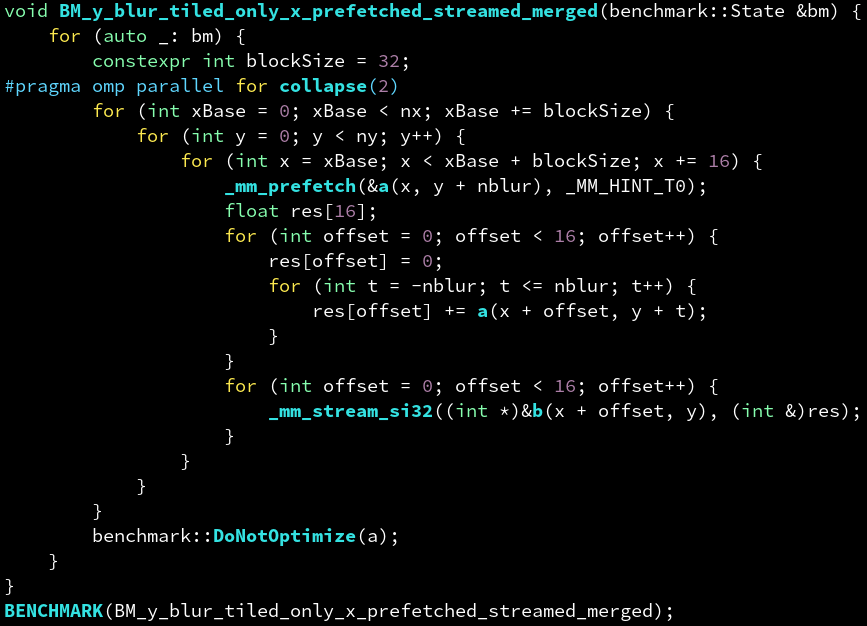 void BM_y_blur_tiled_only_x_prefetched_streamed_merged(benchmark::State &bm) {
    for (auto _: bm) {
        constexpr int blockSize = 32;
#pragma omp parallel for collapse(2)
        for (int xBase = 0; xBase < nx; xBase += blockSize) {
            for (int y = 0; y < ny; y++) {
                for (int x = xBase; x < xBase + blockSize; x += 16) {
                    _mm_prefetch(&a(x, y + nblur), _MM_HINT_T0);
                    float res[16];
                    for (int offset = 0; offset < 16; offset++) {
                        res[offset] = 0;
                        for (int t = -nblur; t <= nblur; t++) {
                            res[offset] += a(x + offset, y + t);
                        }
                    }
                    for (int offset = 0; offset < 16; offset++) {
                        _mm_stream_si32((int *)&b(x + offset, y), (int &)res);
                    }
                }
            }
        }
        benchmark::DoNotOptimize(a);
    }
}
BENCHMARK(BM_y_blur_tiled_only_x_prefetched_streamed_merged);